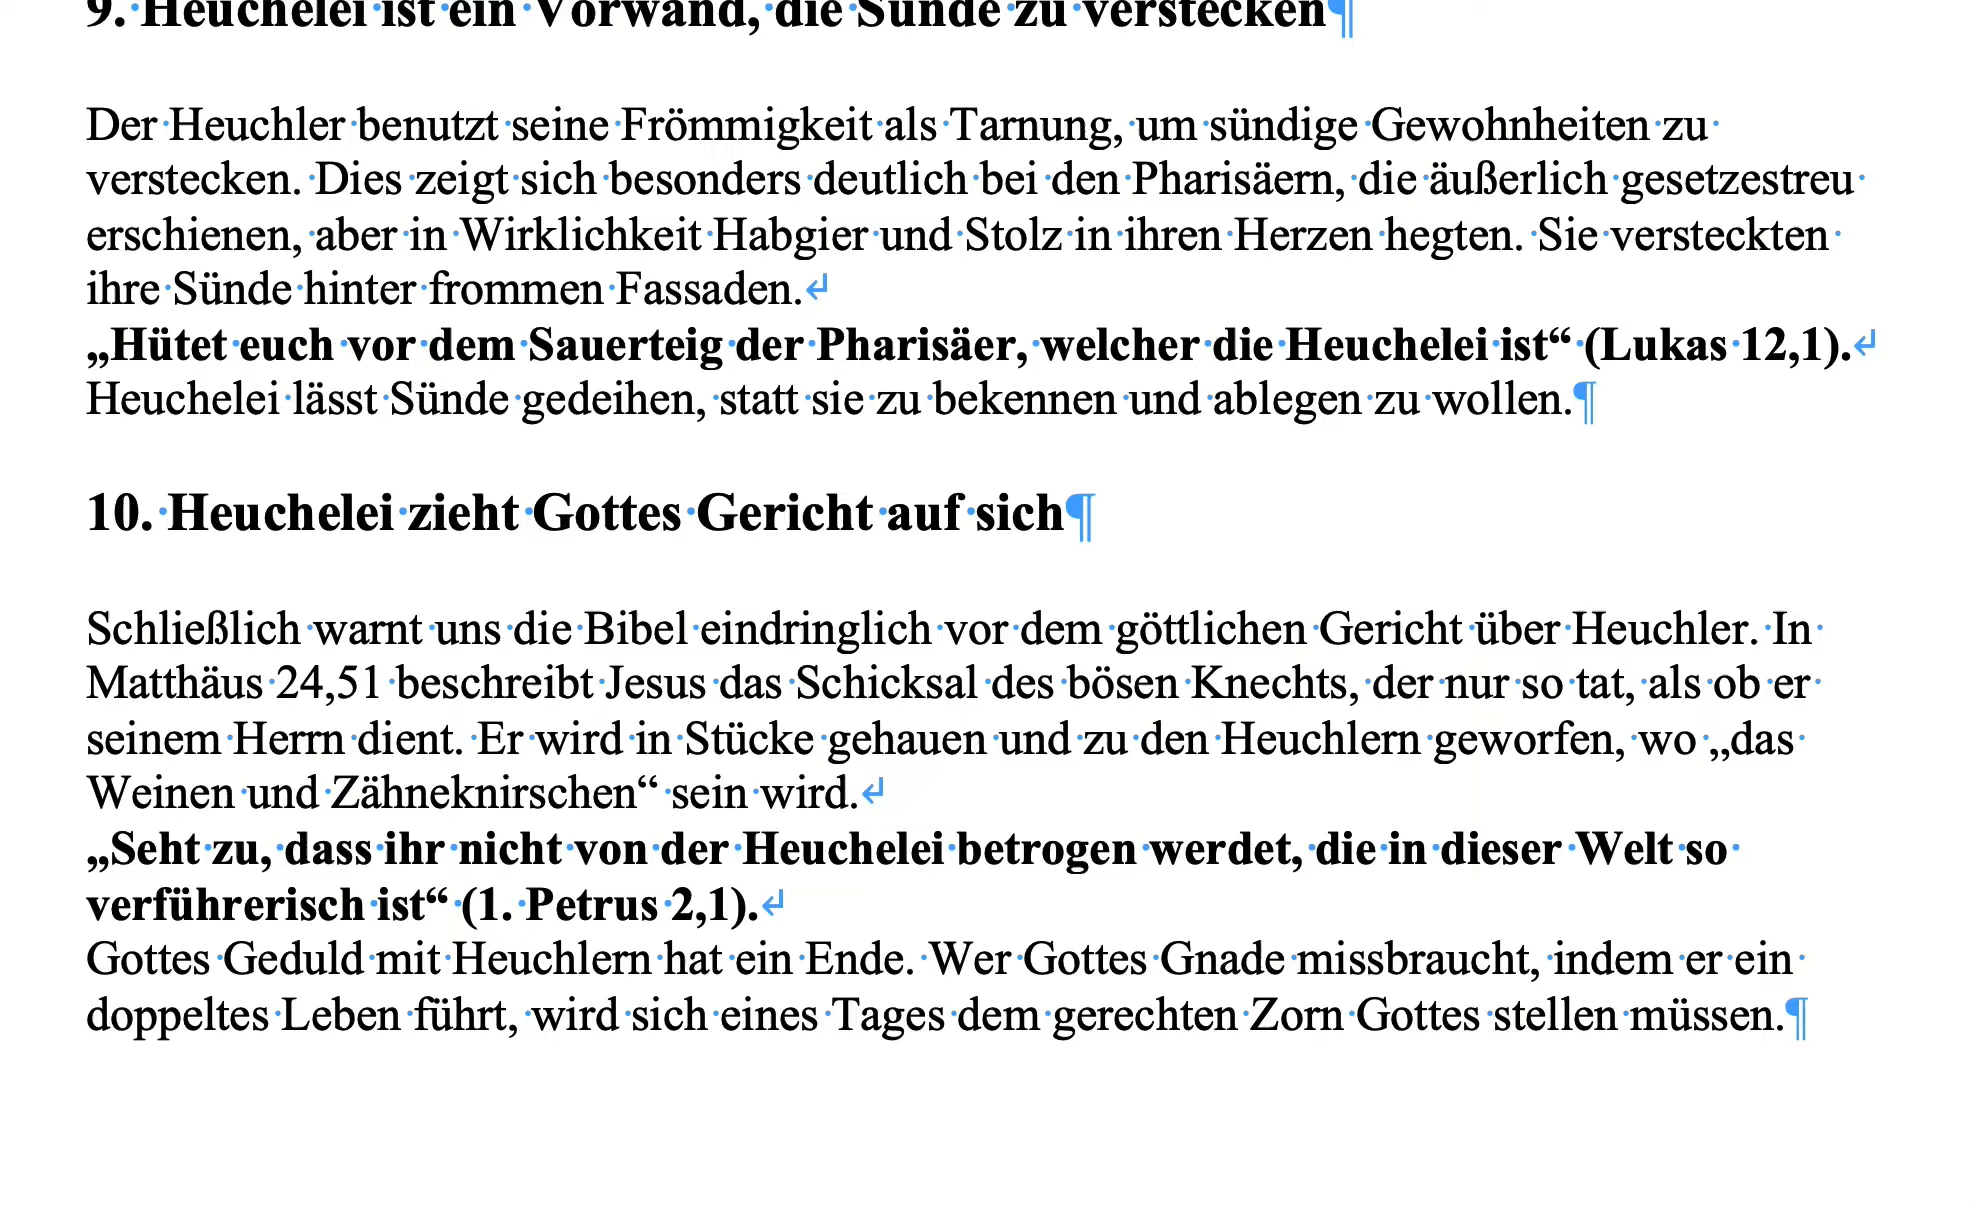 9. Heuchelei ist ein Vorwand, die Sünde zu verstecken¶
Der Heuchler benutzt seine Frömmigkeit als Tarnung, um sündige Gewohnheiten zu
verstecken. Dies zeigt sich besonders deutlich bei den Pharisäern, die äußerlich gesetzestreu
erschienen, aber in Wirklichkeit Habgier und Stolz in ihren Herzen hegten. Sie versteckten
ihre Sünde hinter frommen Fassaden.↵
„Hütet euch vor dem Sauerteig der Pharisäer, welcher die Heuchelei ist“ (Lukas 12,1).↵
Heuchelei lässt Sünde gedeihen, statt sie zu bekennen und ablegen zu wollen.¶
10. Heuchelei zieht Gottes Gericht auf sich¶
Schließlich warnt uns die Bibel eindringlich vor dem göttlichen Gericht über Heuchler. In
Matthäus 24,51 beschreibt Jesus das Schicksal des bösen Knechts, der nur so tat, als ob er
seinem Herrn dient. Er wird in Stücke gehauen und zu den Heuchlern geworfen, wo „das
Weinen und Zähneknirschen“ sein wird.↵
„Seht zu, dass ihr nicht von der Heuchelei betrogen werdet, die in dieser Welt so
verführerisch ist“ (1. Petrus 2,1).↵
Gottes Geduld mit Heuchlern hat ein Ende. Wer Gottes Gnade missbraucht, indem er ein
doppeltes Leben führt, wird sich eines Tages dem gerechten Zorn Gottes stellen müssen.¶